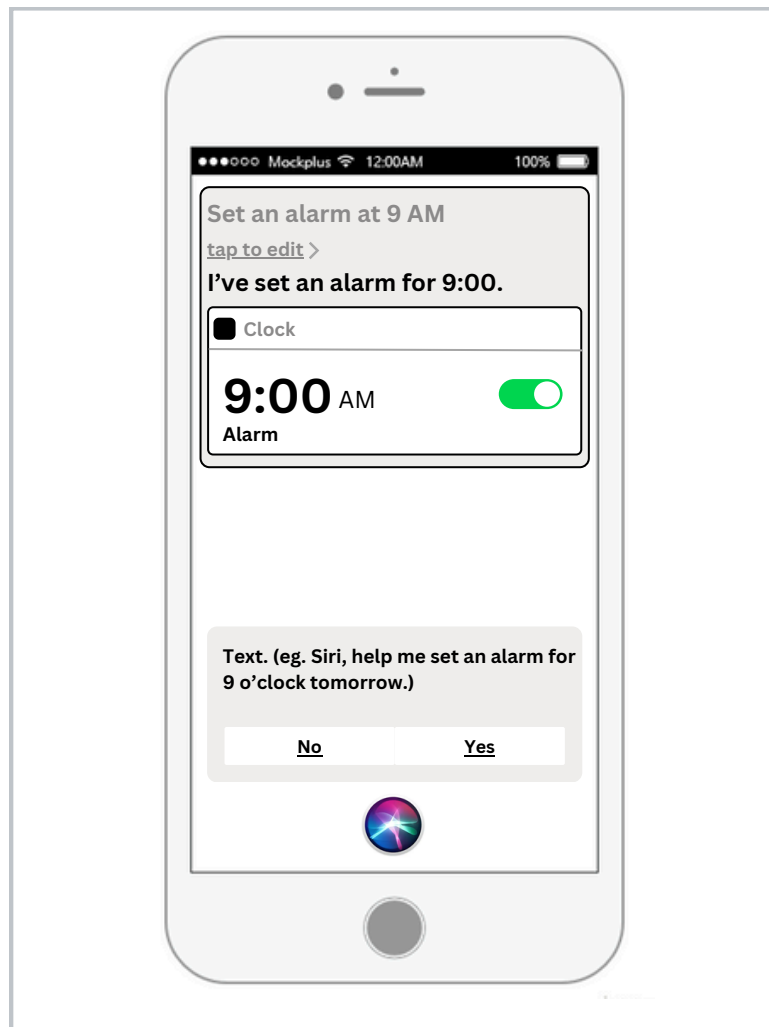 Mockplus 12:00AM 100%
Set an alarm at 9 AM
tap to edit >
I’ve set an alarm for 9:00.
Clock
9:00 AM
Alarm
Text. (eg. Siri, help me set an alarm for
9 o’clock tomorrow.)
No Yes